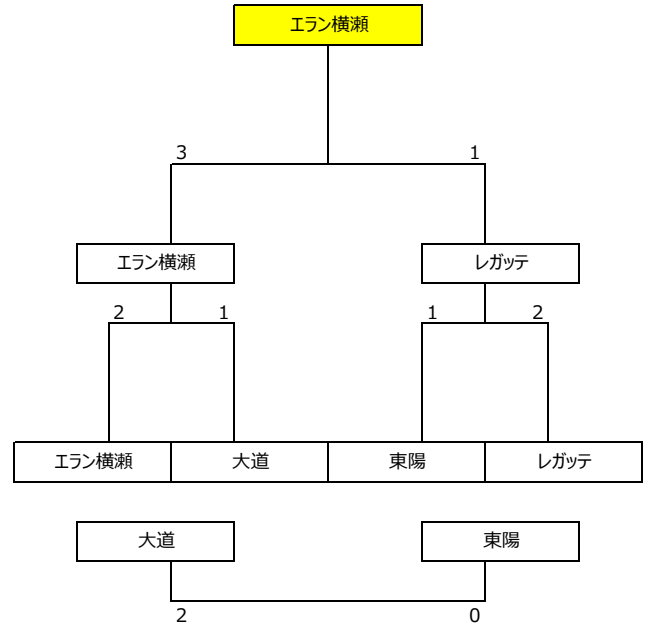 エラン横瀬
3 1
エラン横瀬 レガッテ
2 1 1 2
エラン横瀬 大道 東陽 レガッテ
大道 東陽
2 0